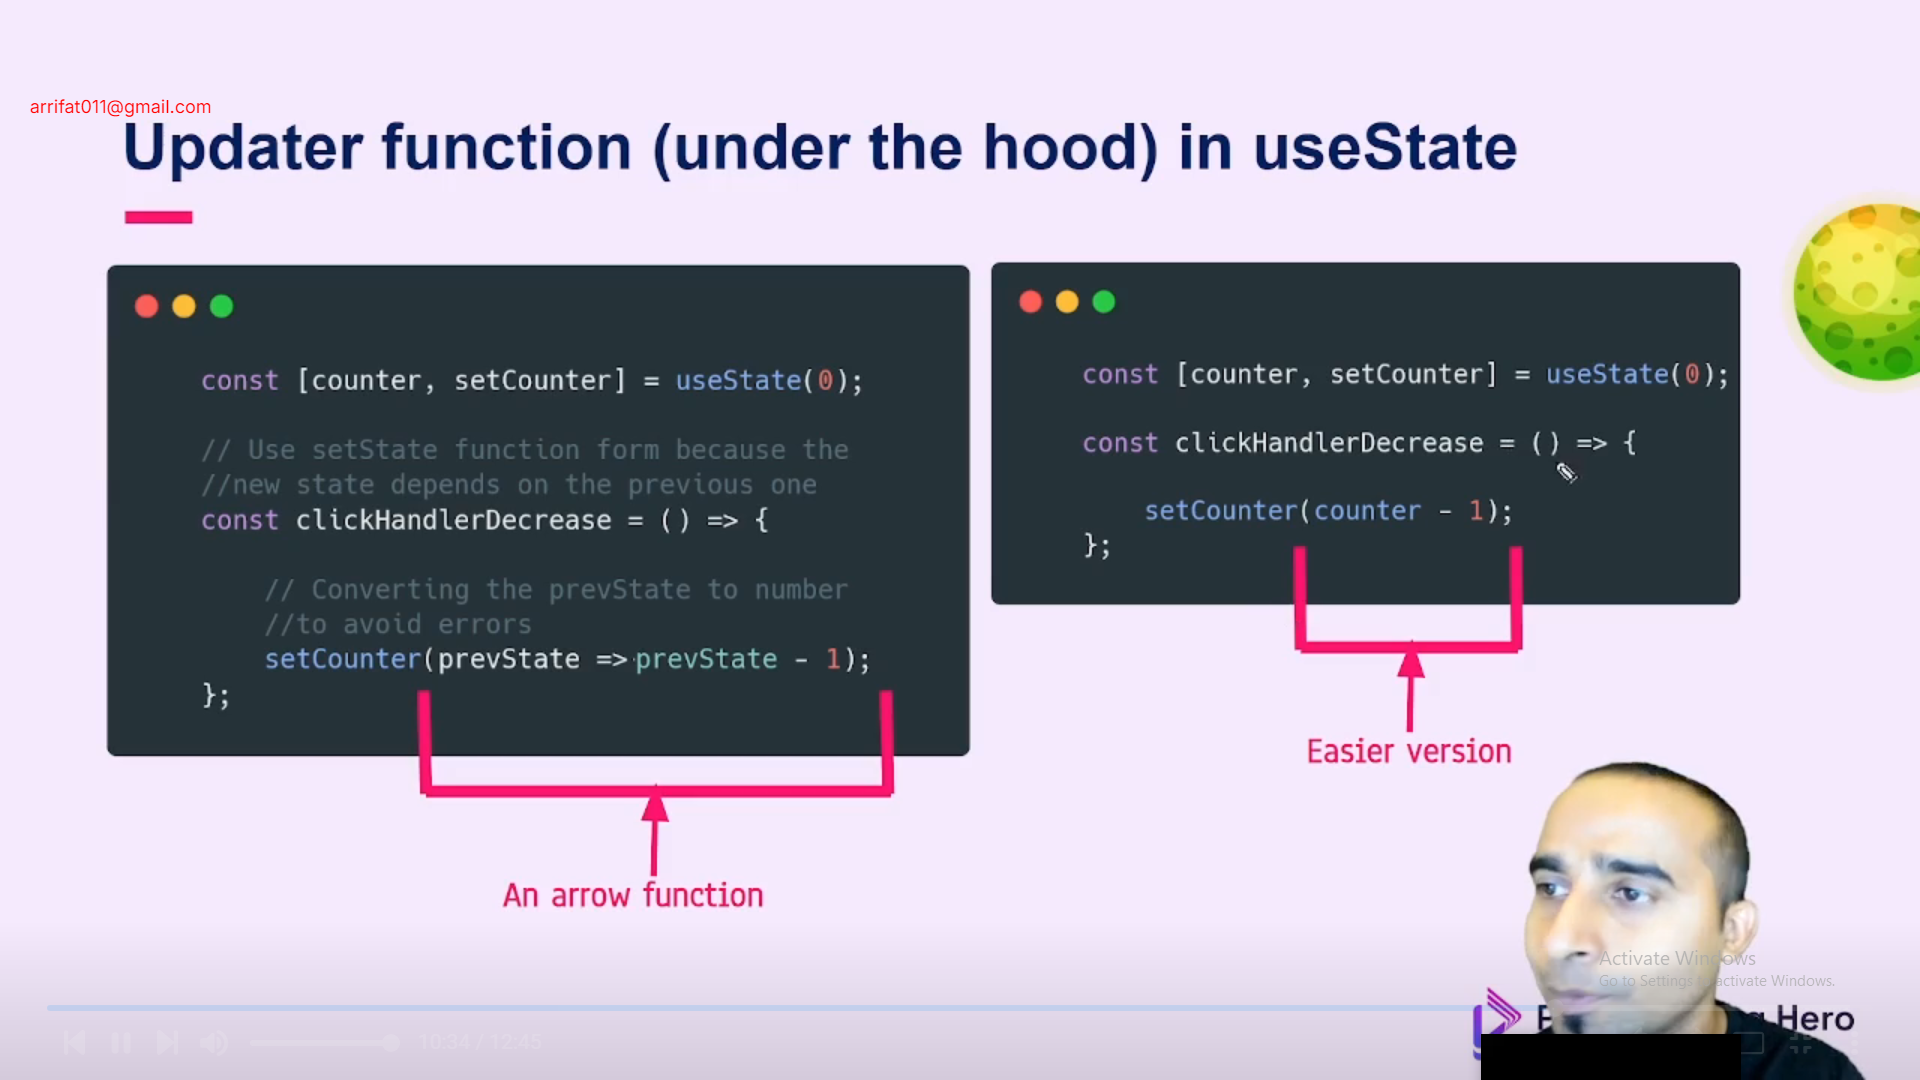 arrifat011@gmail.com
Updater function (under the hood) in useState
const [counter, setCounter] = useState(0);
// Use setState function form because the
//new state depends on the previous one
const clickHandlerDecrease = () => {
// Converting the prevState to number
//to avoid errors
setCounter(prevState => prevState - 1);
};
An arrow function
const [counter, setCounter] = useState(0);
const clickHandlerDecrease = () => {
setCounter(counter - 1);
};
Easier version
Activate Windows
Go to Settings to activate Windows.
Hero
10:34 / 12:45